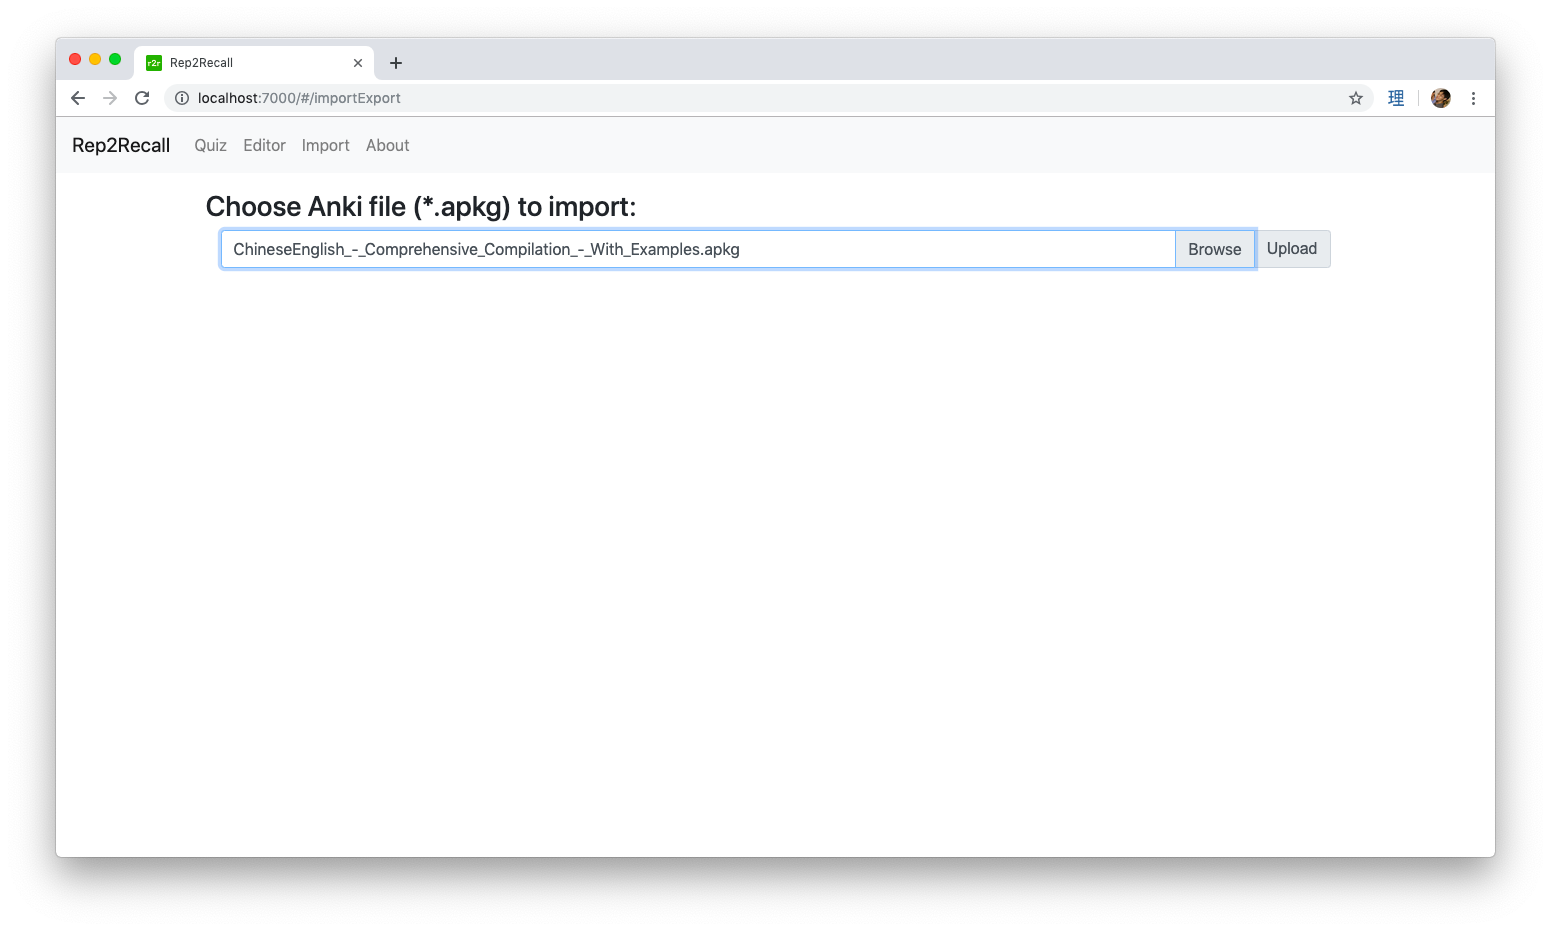 r2r Rep2Recall
localhost:7000/#/importExport 理
Rep2Recall Quiz Editor Import About
Choose Anki file (*.apkg) to import:
ChineseEnglish_-_Comprehensive_Compilation_-_With_Examples.apkg Browse Upload